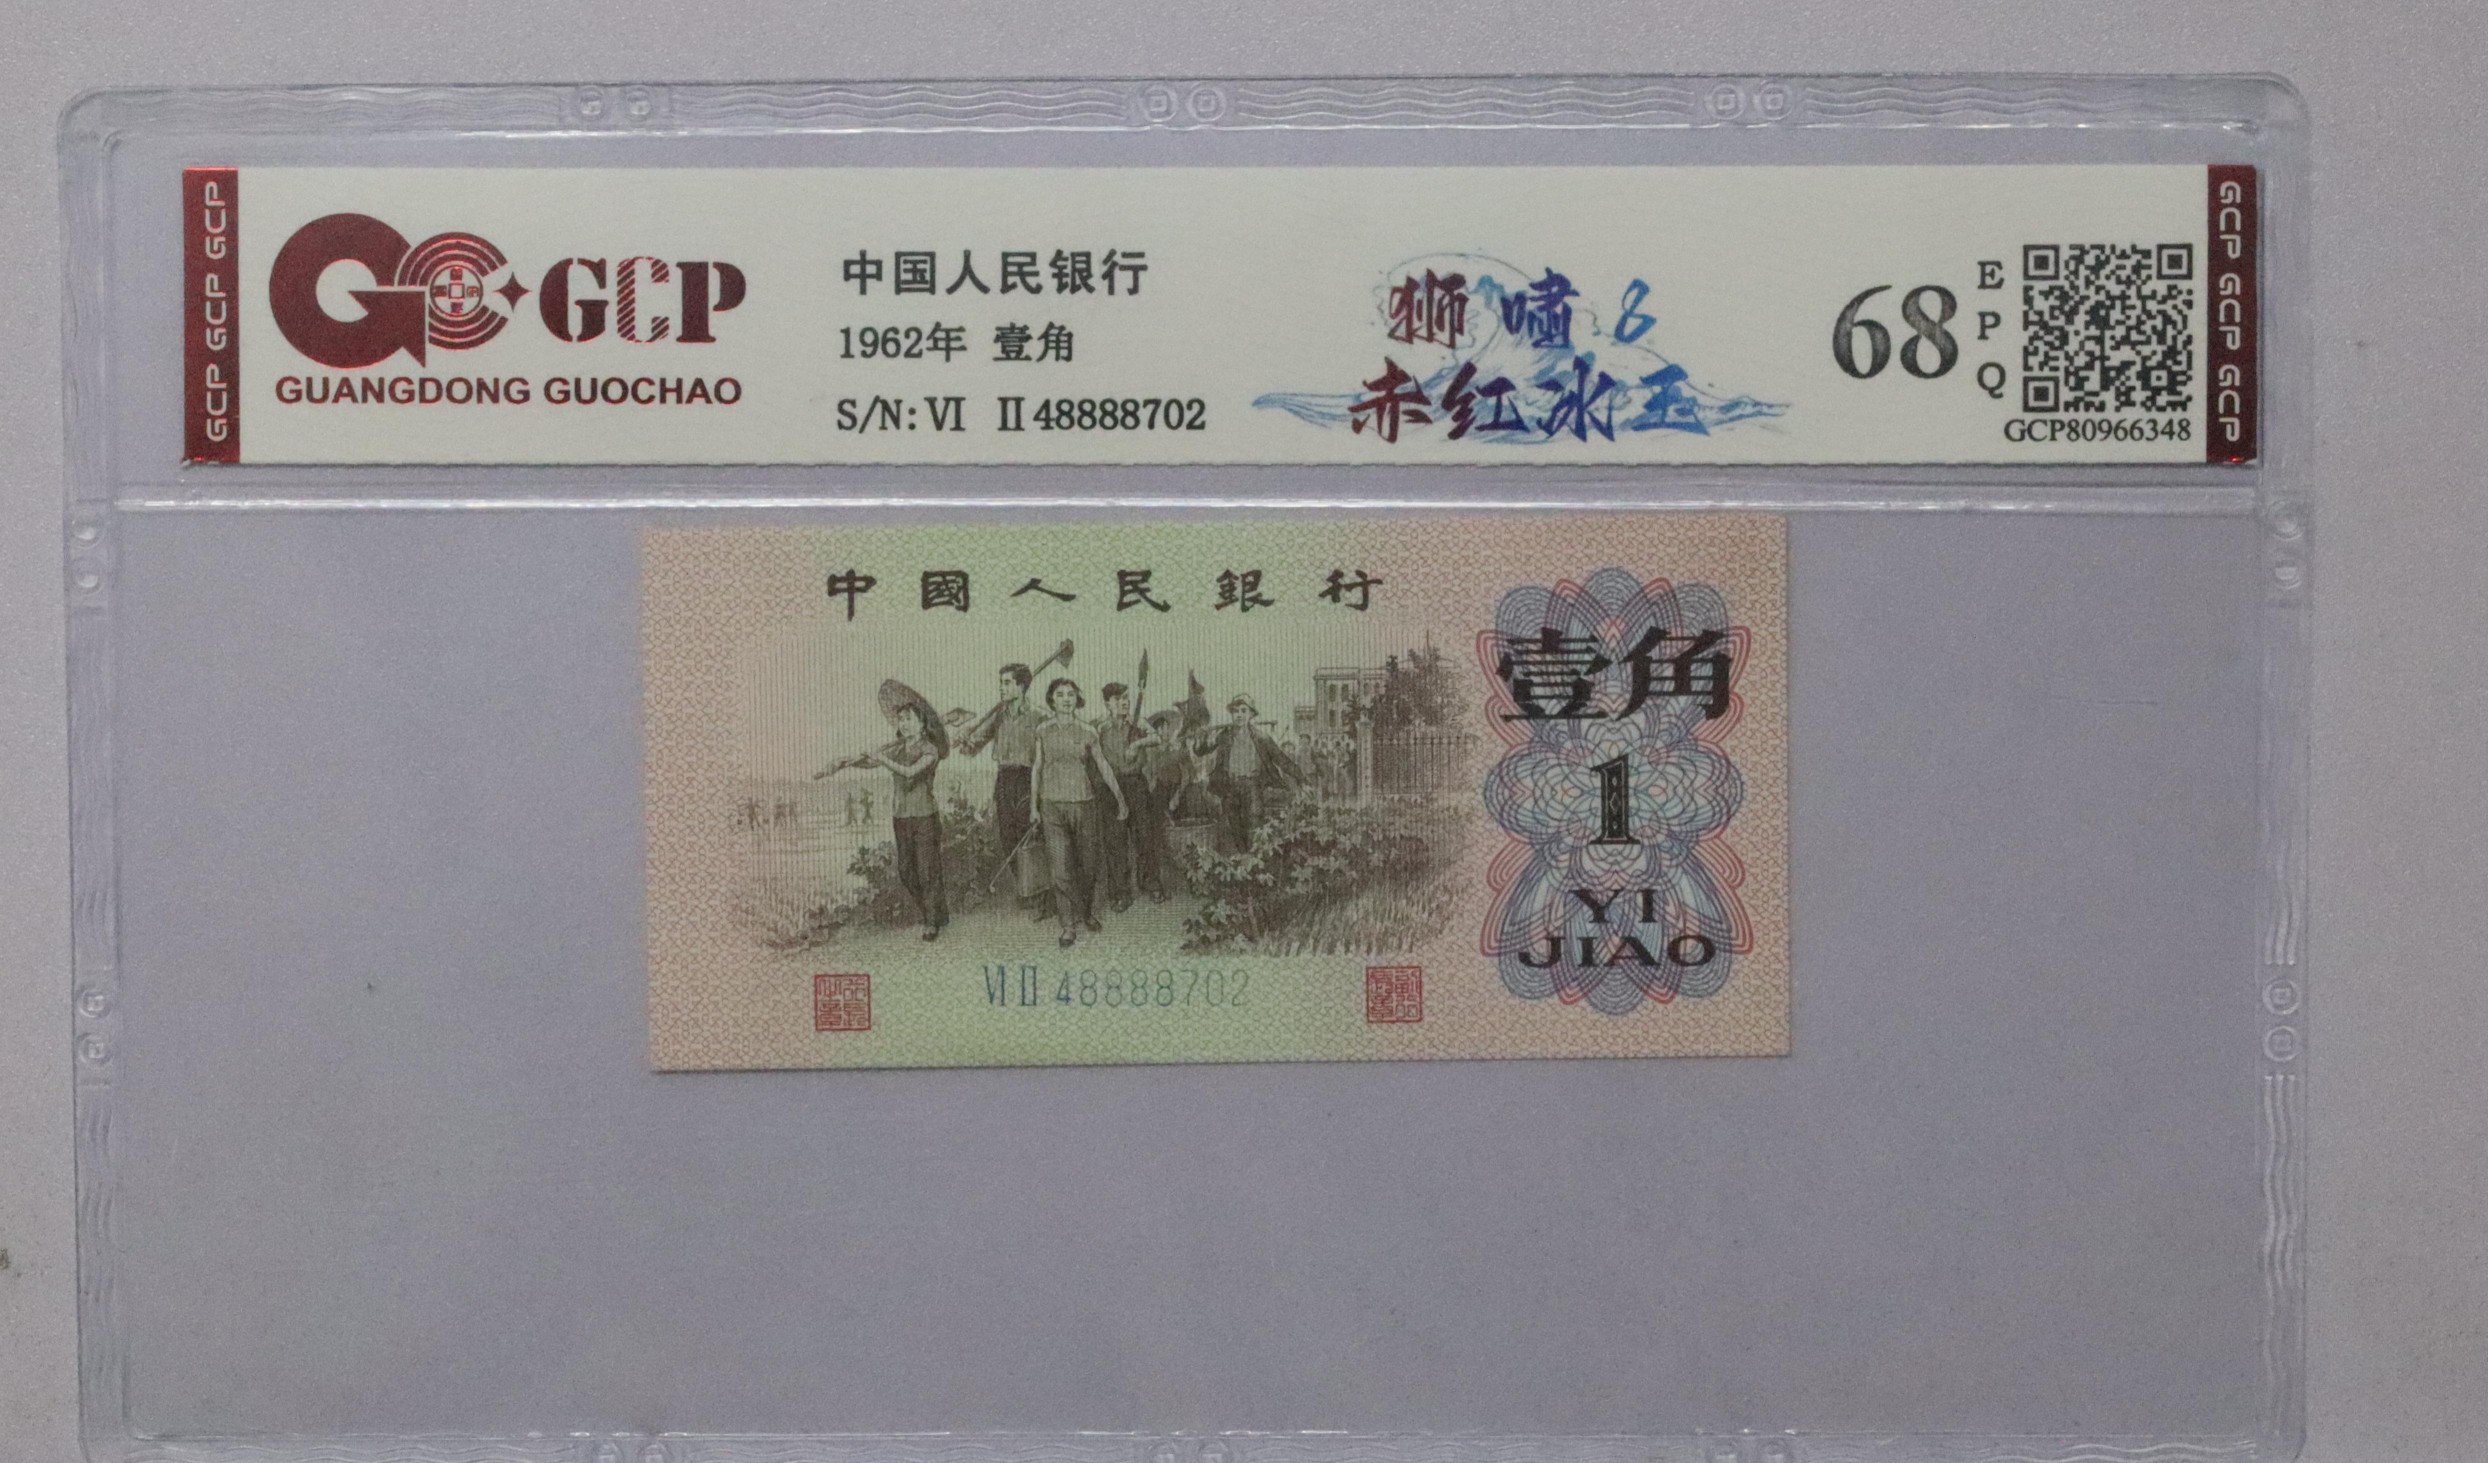 GCP GCP GCP
GCP
GUANGDONG GUOCHAO
中国人民银行
1962年 壹角
S/N: VI II 48888702
狮啸8
赤红冰玉
68
E
P
Q
GCP80966348
GCP GCP GCP
中國人民銀行
壹角
1
YI
JIAO
VI II 48888702